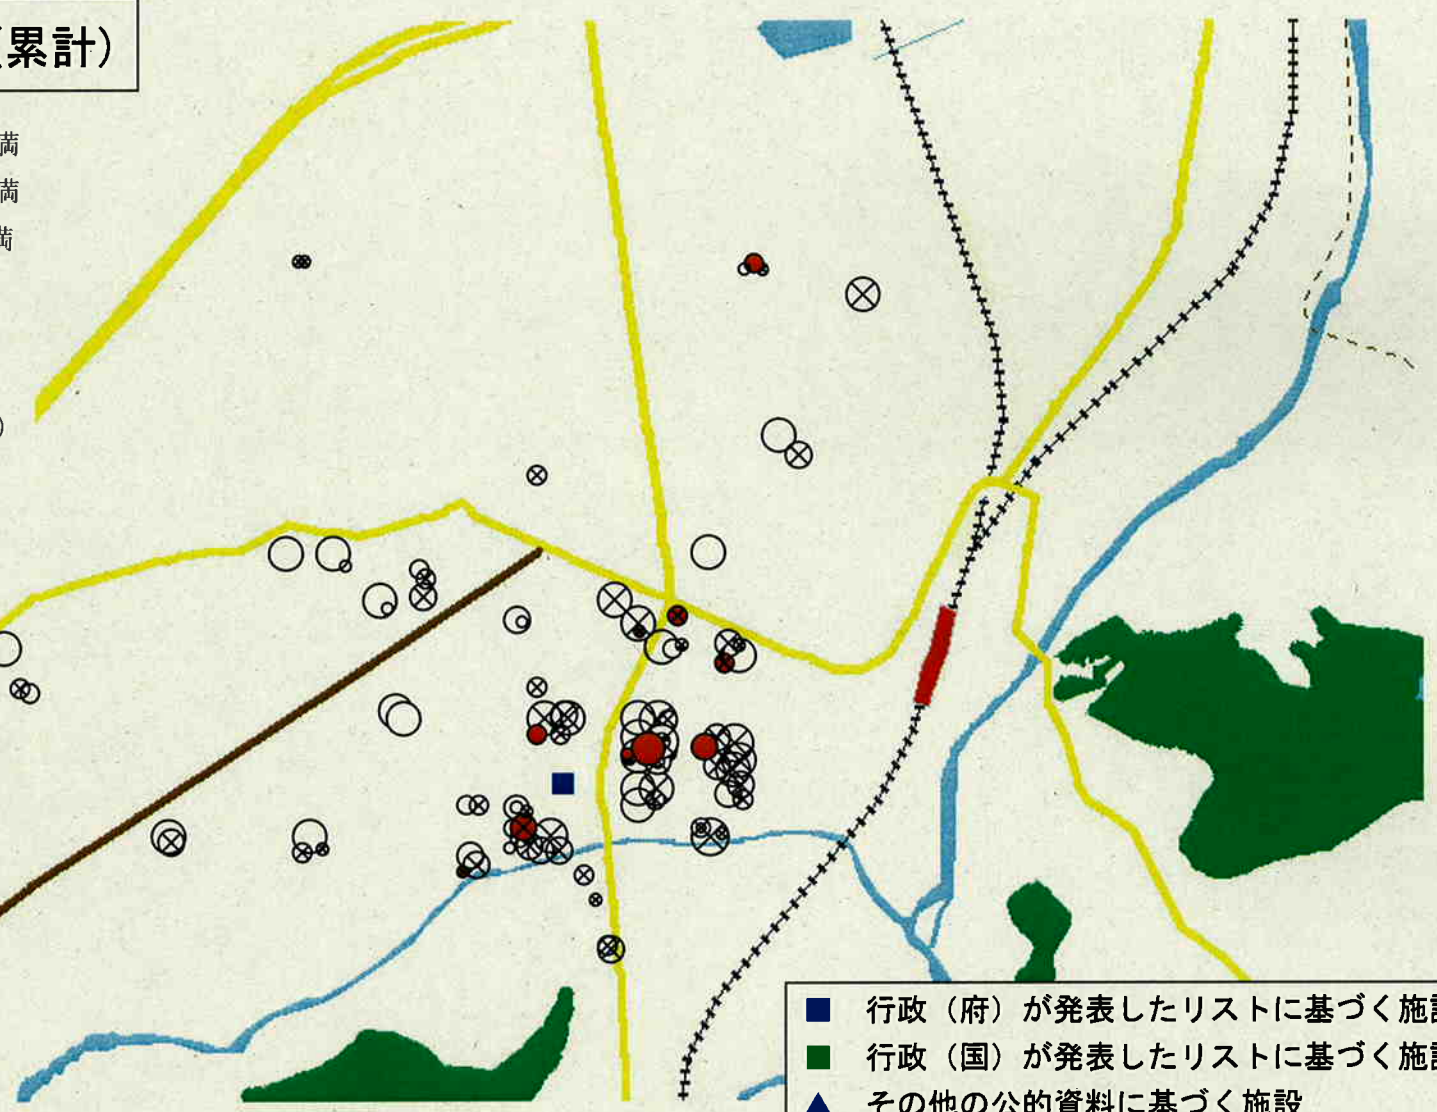 累計）
満
満
満
行政（府）が発表したリストに基づく施設
行政（国）が発表したリストに基づく施設
その他の公的資料に基づく施設